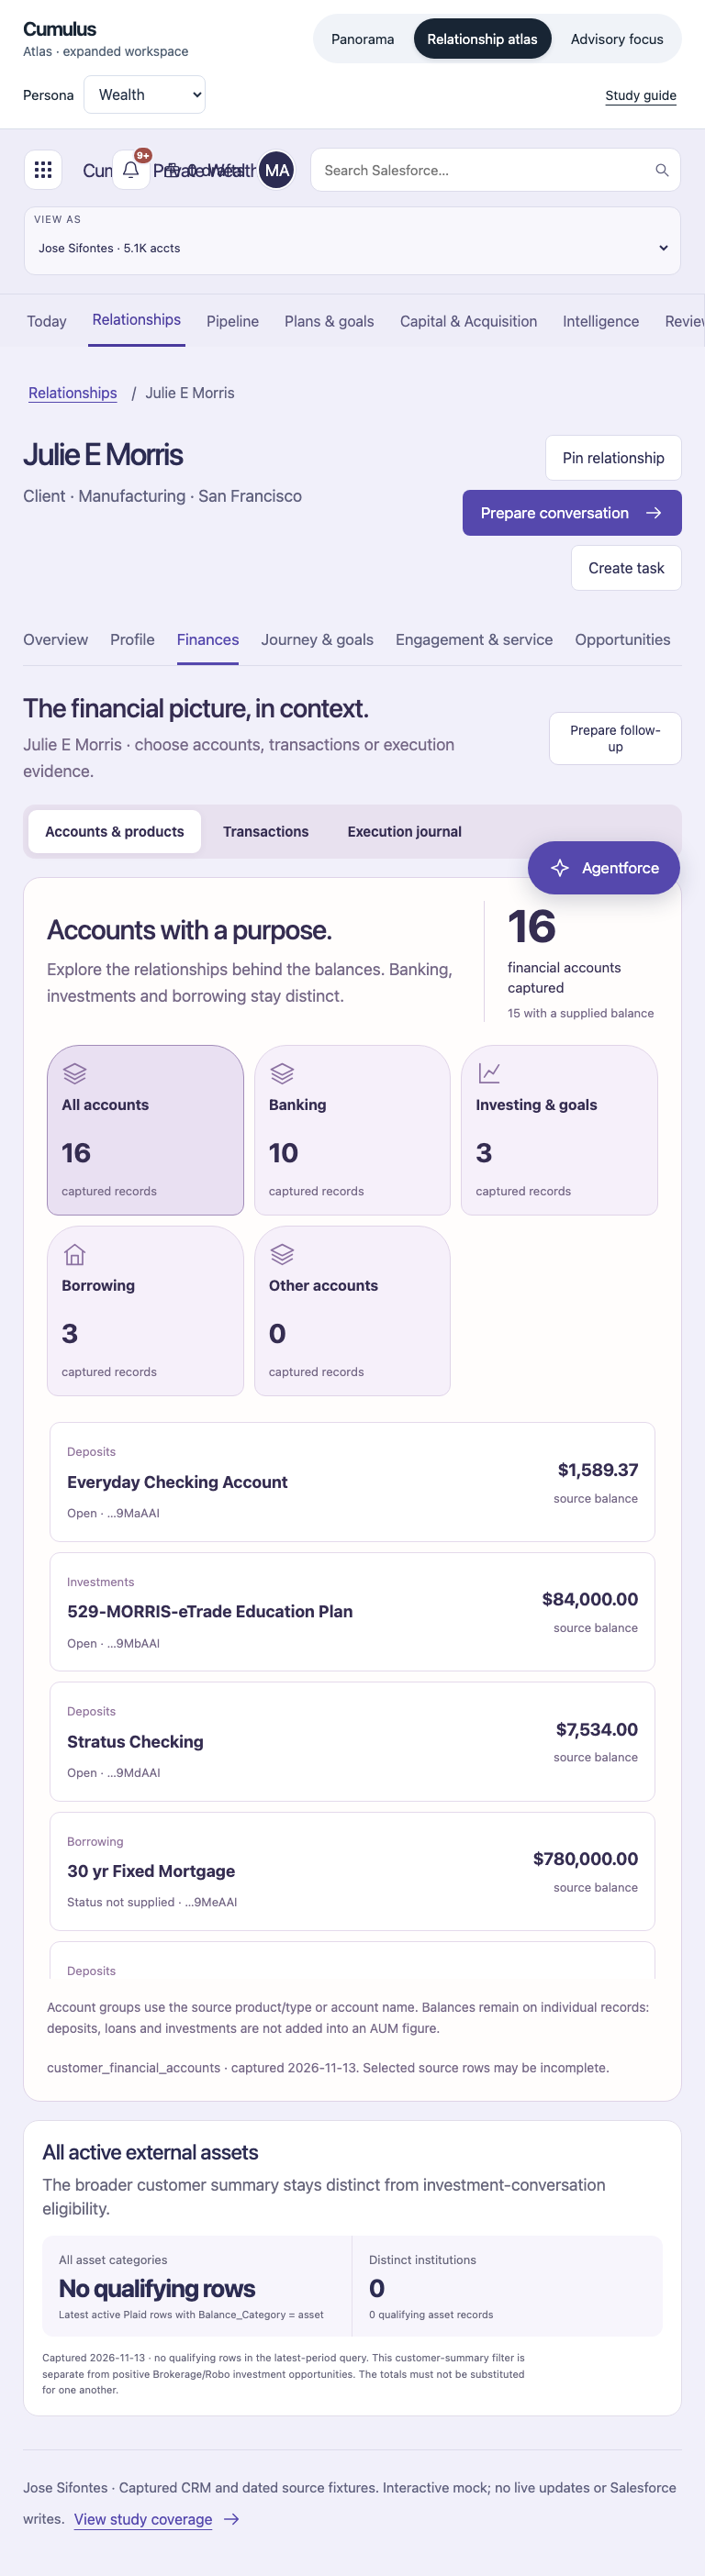 Cumulus
Atlas · expanded workspace
Panorama
Relationship atlas
Advisory focus
Persona
Wealth
Study guide
9+
Private Wealth
MA
Search Salesforce...
VIEW AS
Jose Sifontes · 5.1K accts
Today
Relationships
Pipeline
Plans & goals
Capital & Acquisition
Intelligence
Relationships / Julie E Morris
Julie E Morris
Client · Manufacturing · San Francisco
Pin relationship
Prepare conversation
Create task
Overview
Profile
Finances
Journey & goals
Engagement & service
Opportunities
The financial picture, in context.
Julie E Morris · choose accounts, transactions or execution
evidence.
Prepare follow-
up
Accounts & products
Transactions
Execution journal
Agentforce
Accounts with a purpose.
Explore the relationships behind the balances. Banking,
investments and borrowing stay distinct.
16
financial accounts
captured
15 with a supplied balance
All accounts
16
captured records
Banking
10
captured records
Investing & goals
3
captured records
Borrowing
3
captured records
Other accounts
0
captured records
Deposits
Everyday Checking Account
Open · ...9MaAAI
$1,589.37
source balance
Investments
529-MORRIS-eTrade Education Plan
Open · ...9MbAAI
$84,000.00
source balance
Deposits
Stratus Checking
Open · ...9MdAAI
$7,534.00
source balance
Borrowing
30 yr Fixed Mortgage
Status not supplied · ...9MeAAI
$780,000.00
source balance
Deposits
Account groups use the source product/type or account name. Balances remain on individual records:
deposits, loans and investments are not added into an AUM figure.
customer_financial_accounts · captured 2026-11-13. Selected source rows may be incomplete.
All active external assets
The broader customer summary stays distinct from investment-conversation
eligibility.
All asset categories
No qualifying rows
Latest active Plaid rows with Balance_Category = asset
Distinct institutions
0
0 qualifying asset records
Captured 2026-11-13 · no qualifying rows in the latest-period query. This customer-summary filter is
separate from positive Brokerage/Robo investment opportunities. The totals must not be substituted
for one another.
Jose Sifontes · Captured CRM and dated source fixtures. Interactive mock; no live updates or Salesforce
writes. View study coverage